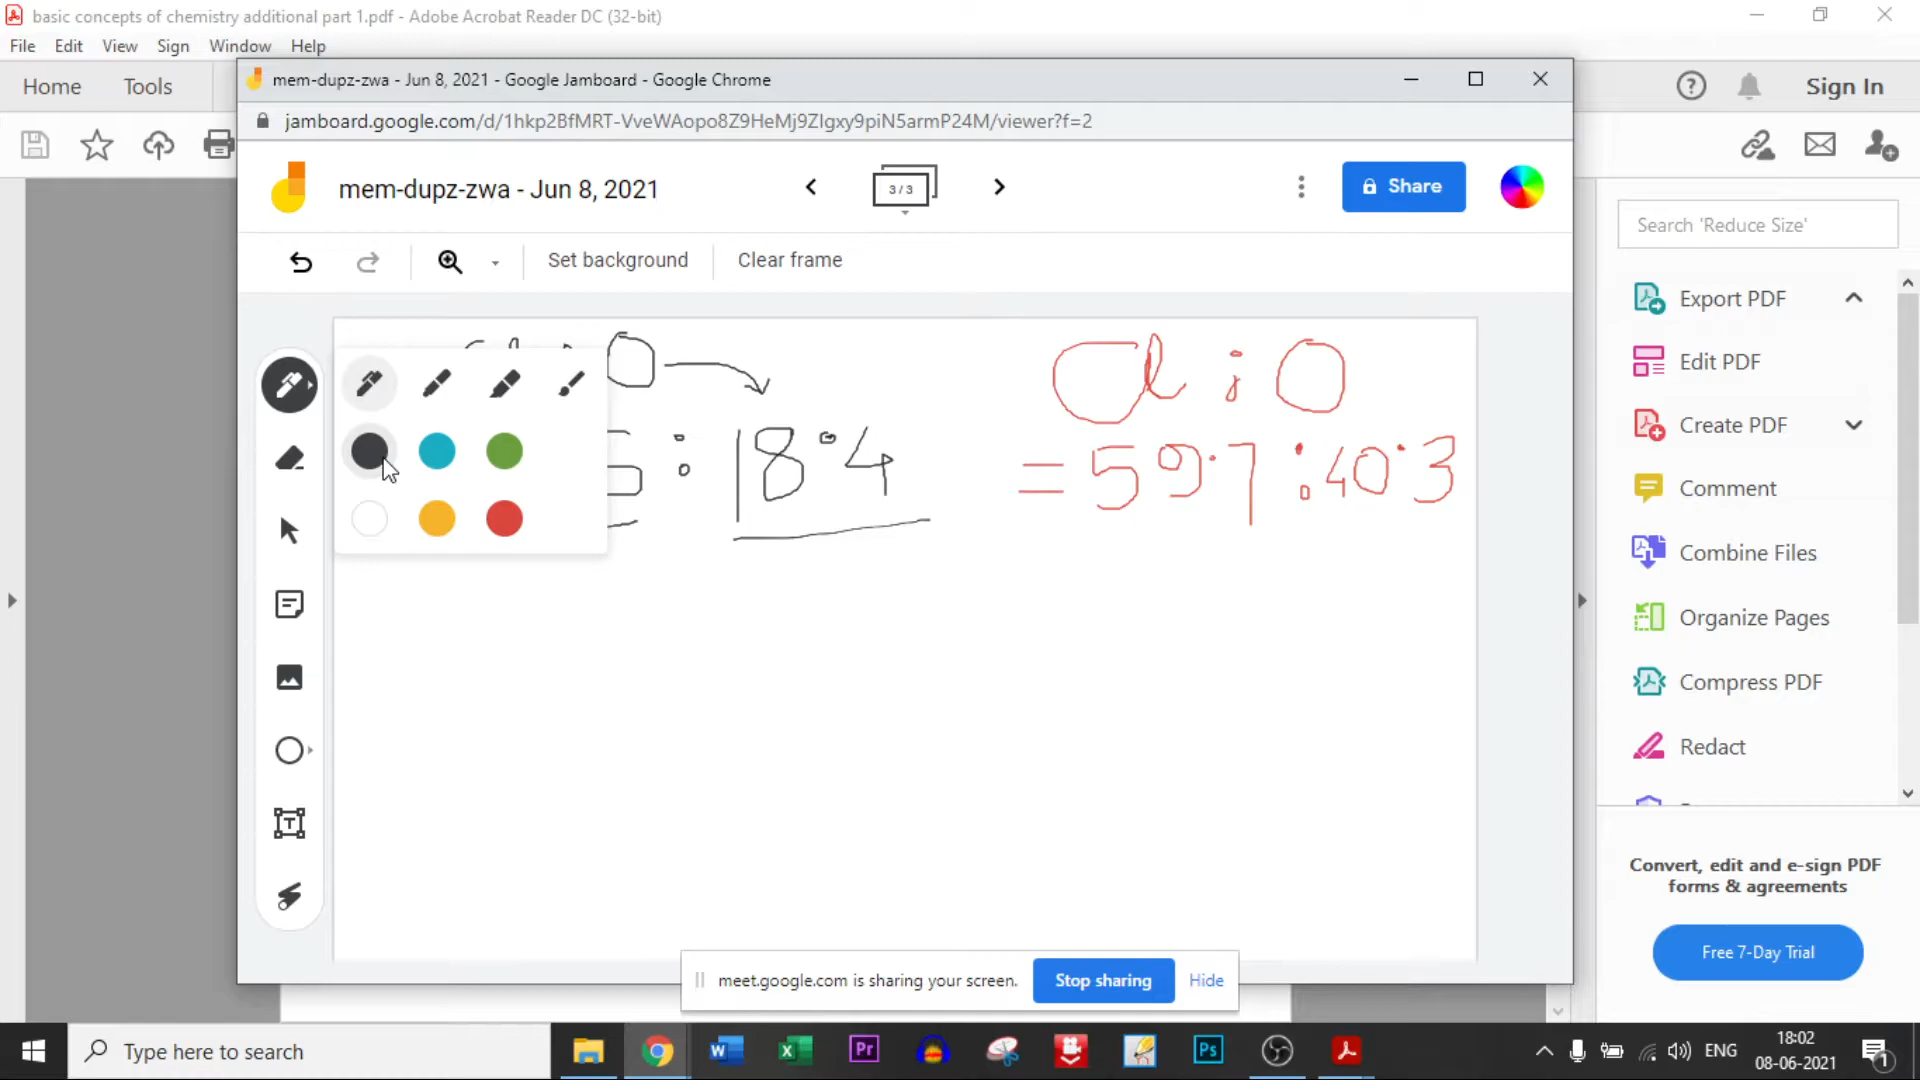 basic concepts of chemistry additional part 1.pdf - Adobe Acrobat Reader DC (32-bit)
File Edit View Sign Window Help
Home Tools
Sign In
mem-dupz-zwa - Jun 8, 2021 - Google Jamboard - Google Chrome
jamboard.google.com/d/1hkp2BfMRT-VveWAopo8Z9HeMj9ZIgxy9piN5armP24M/viewer?f=2
mem-dupz-zwa - Jun 8, 2021
3 / 3
Share
Set background
Clear frame
Search 'Reduce Size'
Export PDF
Edit PDF
Create PDF
Comment
Combine Files
Organize Pages
Compress PDF
Redact
Convert, edit and e-sign PDF
forms & agreements
Free 7-Day Trial
O
: 18.4
Cl : O
= 59.7 : 40.3
meet.google.com is sharing your screen.
Stop sharing
Hide
Type here to search
ENG
18:02
08-06-2021